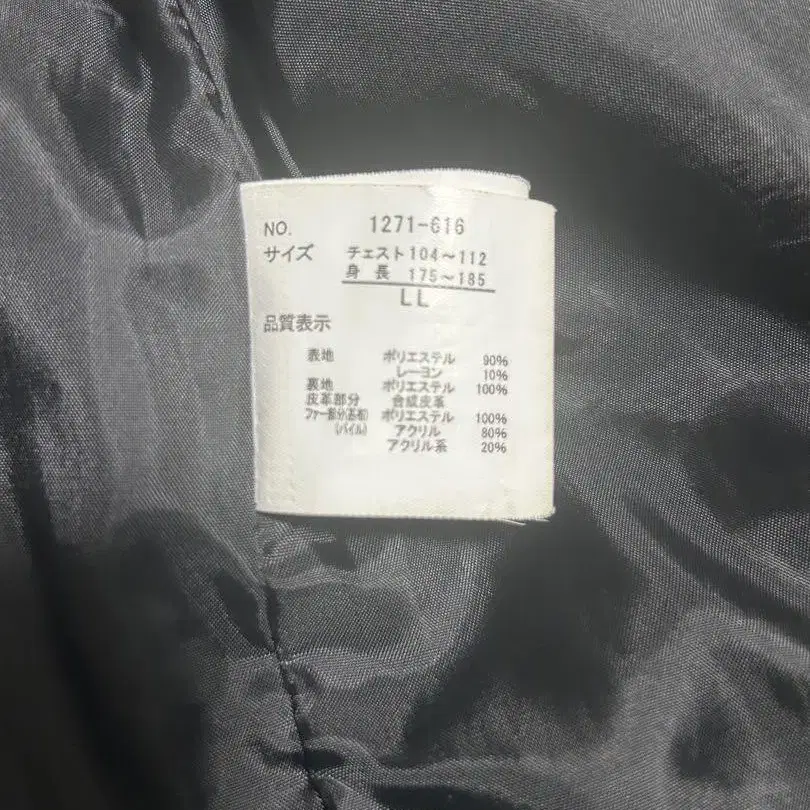 NO. 1271-616
サイズ チェスト 104～112
身長 175～185
LL
品質表示
表地 ポリエステル 90%
レーヨン 10%
裏地 ポリエステル 100%
皮革部分 合成皮革
ファー部分(基布) ポリエステル 100%
(パイル) アクリル 80%
アクリル系 20%